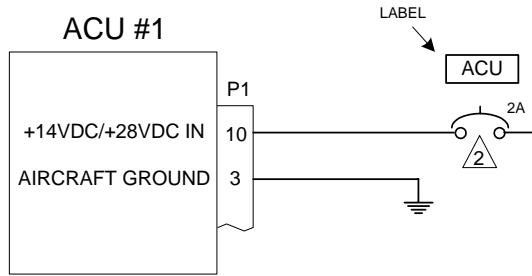 LABEL
ACU #1
ACU
P1
2A
+14VDC/+28VDC IN 10
2
AIRCRAFT GROUND 3